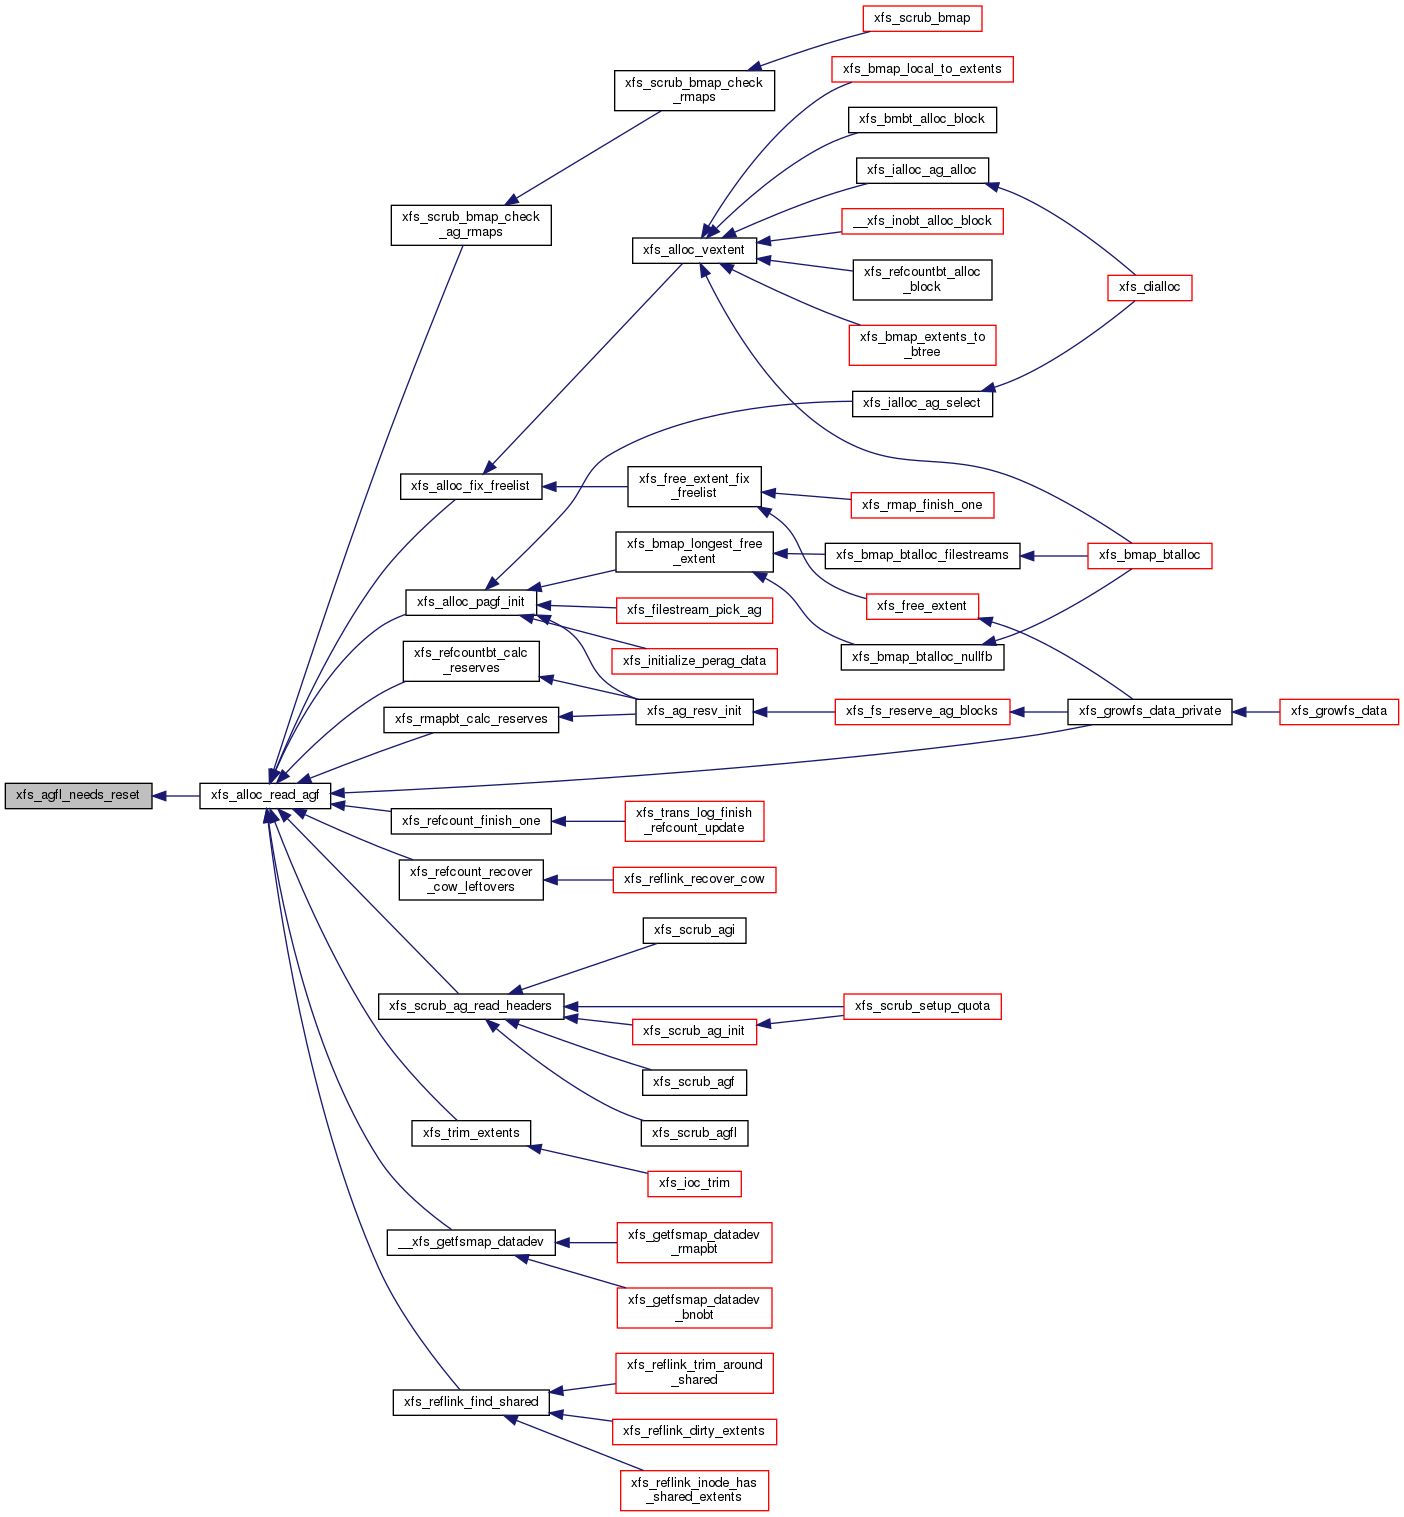 xfs_scrub_bmap
xfs_bmap_local_to_extents
xfs_scrub_bmap_check
_rmaps
xfs_bmbt_alloc_block
xfs_ialloc_ag_alloc
xfs_scrub_bmap_check
_ag_rmaps
__xfs_inobt_alloc_block
xfs_alloc_vextent
xfs_refcountbt_alloc
_block
xfs_dialloc
xfs_bmap_extents_to
_btree
xfs_ialloc_ag_select
xfs_alloc_fix_freelist
xfs_free_extent_fix
_freelist
xfs_rmap_finish_one
xfs_bmap_longest_free
_extent
xfs_bmap_btalloc_filestreams
xfs_bmap_btalloc
xfs_alloc_pagf_init
xfs_filestream_pick_ag
xfs_free_extent
xfs_refcountbt_calc
_reserves
xfs_initialize_perag_data
xfs_bmap_btalloc_nullfb
xfs_rmapbt_calc_reserves
xfs_ag_resv_init
xfs_fs_reserve_ag_blocks
xfs_growfs_data_private
xfs_growfs_data
xfs_agfl_needs_reset
xfs_alloc_read_agf
xfs_refcount_finish_one
xfs_trans_log_finish
_refcount_update
xfs_refcount_recover
_cow_leftovers
xfs_reflink_recover_cow
xfs_scrub_agi
xfs_scrub_ag_read_headers
xfs_scrub_setup_quota
xfs_scrub_ag_init
xfs_scrub_agf
xfs_trim_extents
xfs_scrub_agfl
xfs_ioc_trim
__xfs_getfsmap_datadev
xfs_getfsmap_datadev
_rmapbt
xfs_getfsmap_datadev
_bnobt
xfs_reflink_trim_around
_shared
xfs_reflink_find_shared
xfs_reflink_dirty_extents
xfs_reflink_inode_has
_shared_extents